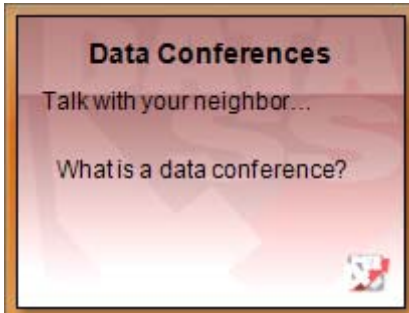 Data Conferences
Talk with your neighbor...
What is a data conference?